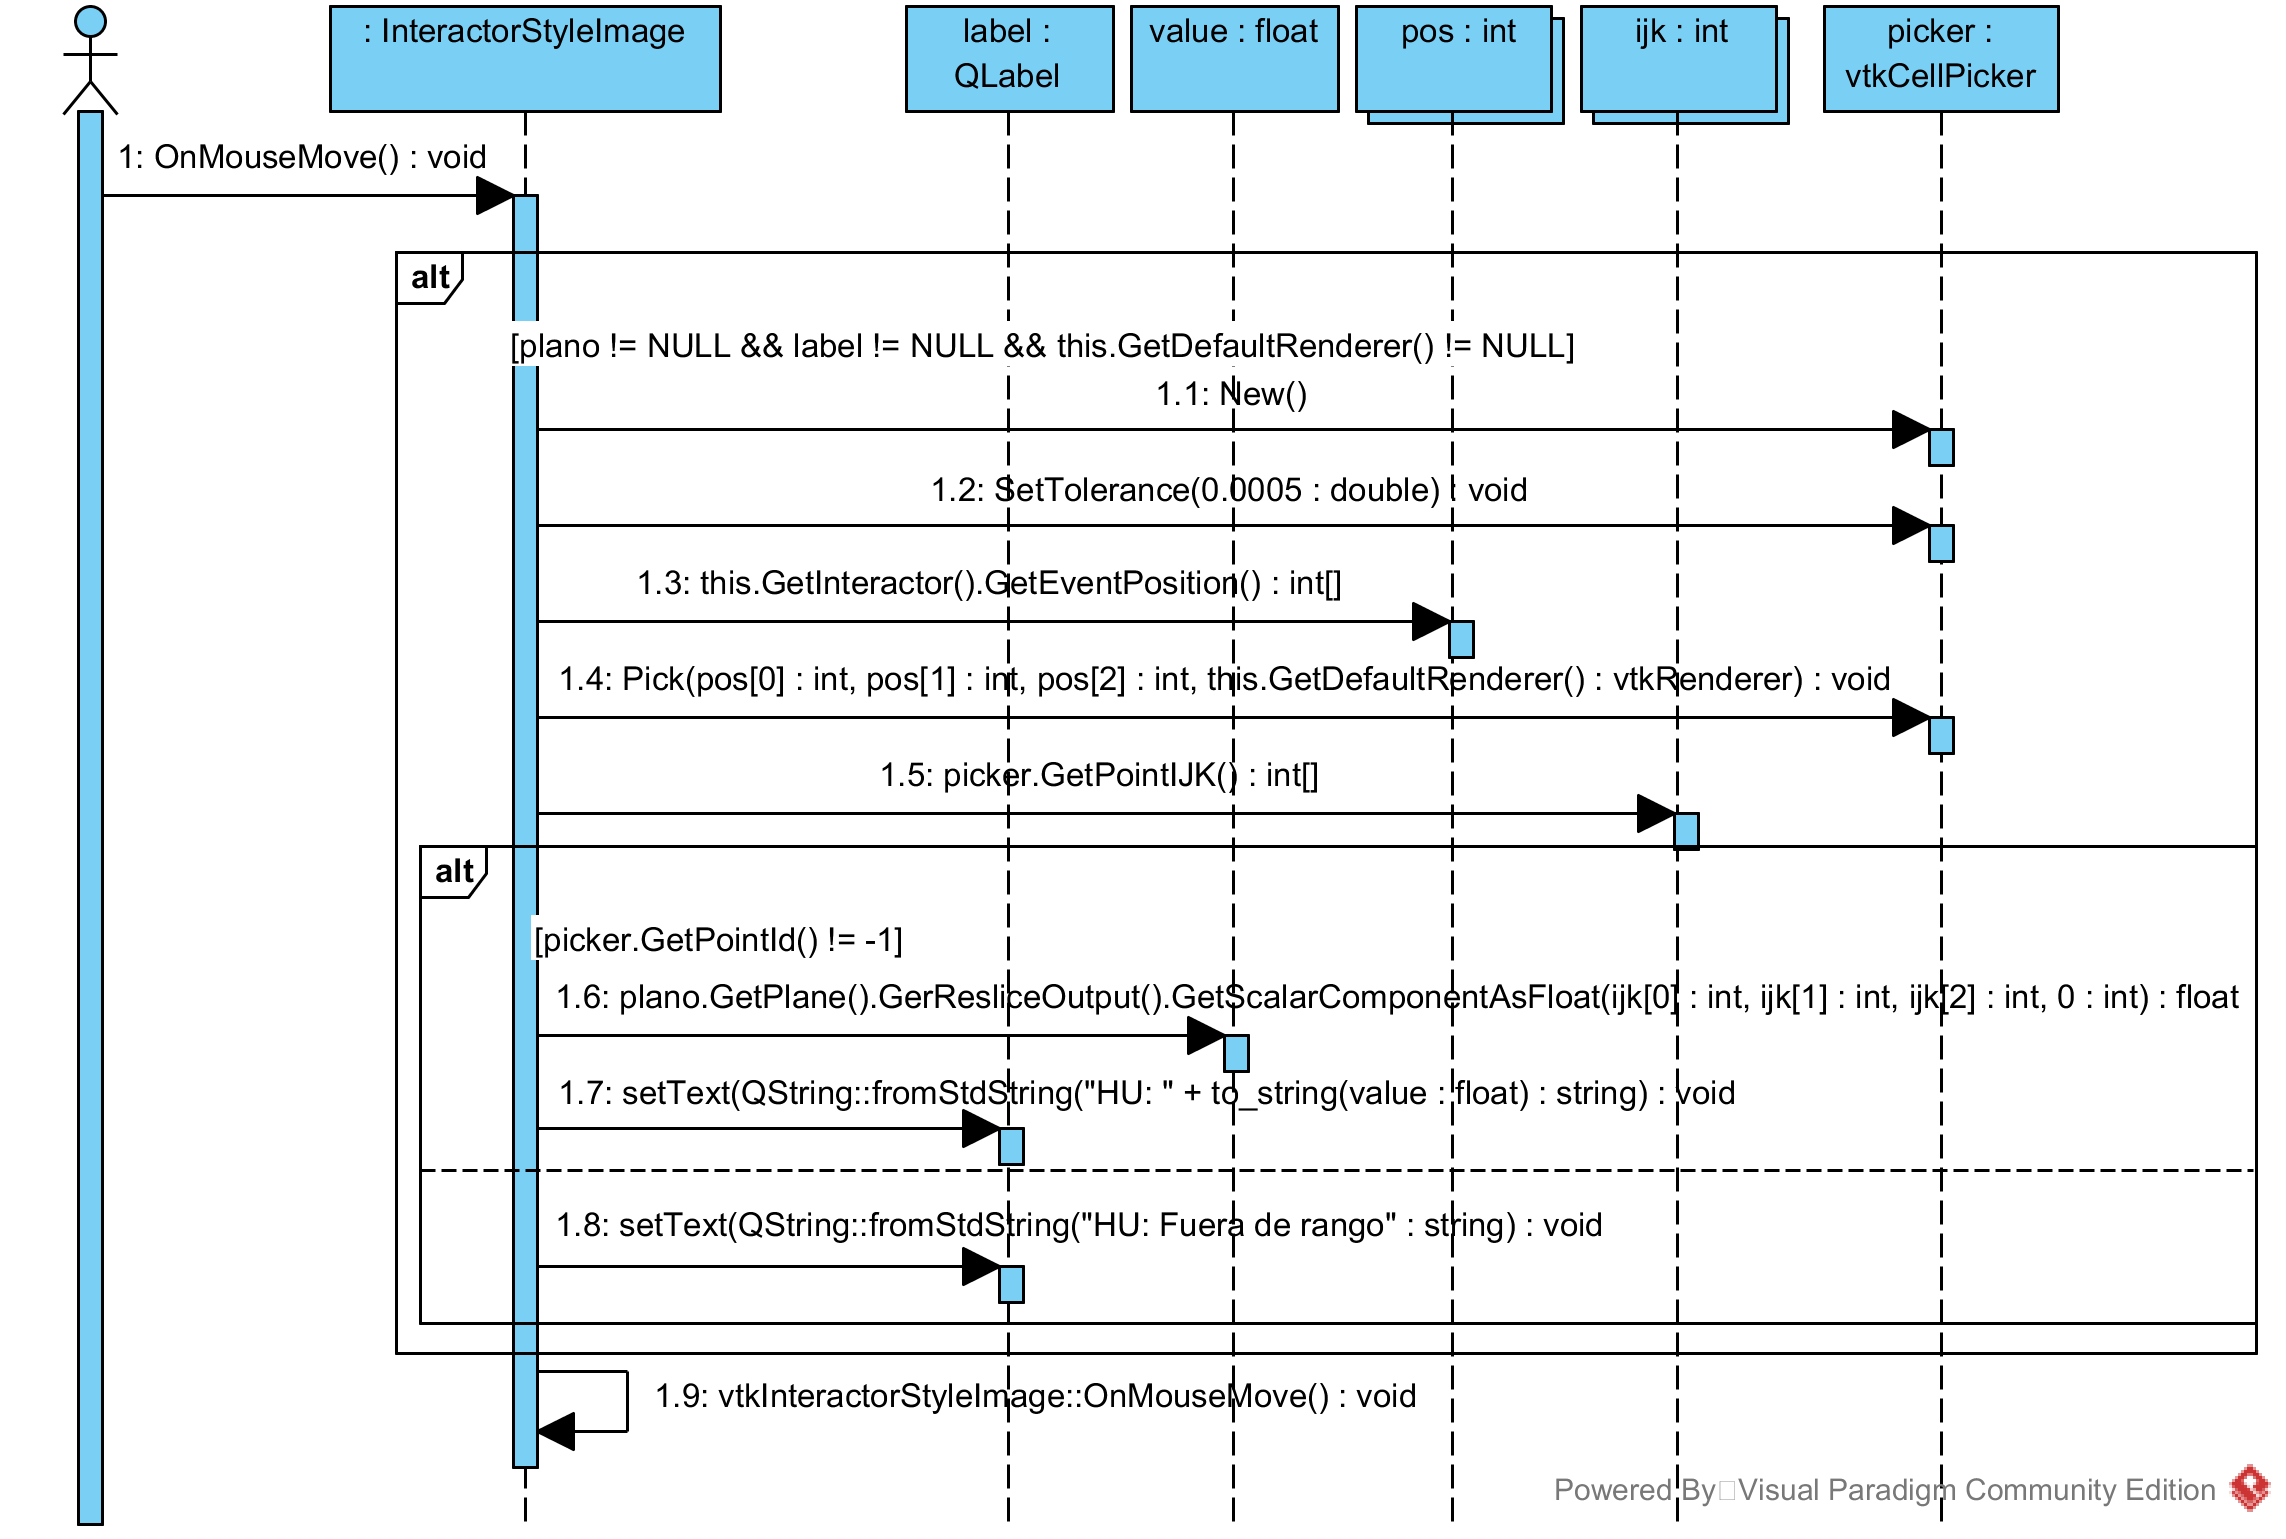 : InteractorStyleImage
label :
QLabel
value : float
pos : int
ijk : int
picker :
vtkCellPicker
1: OnMouseMove() : void
alt
[plano != NULL && label != NULL && this.GetDefaultRenderer() != NULL]
1.1: New()
1.2: SetTolerance(0.0005 : double) : void
1.3: this.GetInteractor().GetEventPosition() : int[]
1.4: Pick(pos[0] : int, pos[1] : int, pos[2] : int, this.GetDefaultRenderer() : vtkRenderer) : void
1.5: picker.GetPointIJK() : int[]
alt
[picker.GetPointId() != -1]
1.6: plano.GetPlane().GerResliceOutput().GetScalarComponentAsFloat(ijk[0] : int, ijk[1] : int, ijk[2] : int, 0 : int) : float
1.7: setText(QString::fromStdString("HU: " + to_string(value : float) : string) : void
1.8: setText(QString::fromStdString("HU: Fuera de rango" : string) : void
1.9: vtkInteractorStyleImage::OnMouseMove() : void
Powered By Visual Paradigm Community Edition